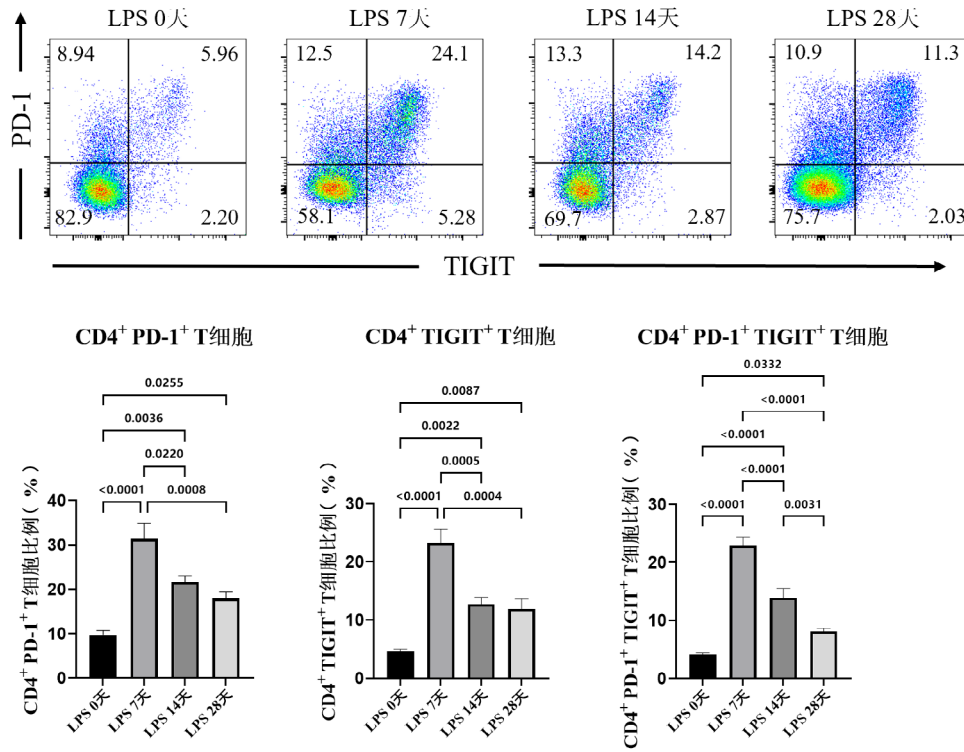 LPS 0天
LPS 7天
LPS 14天
LPS 28天
PD-1
8.94
5.96
82.9
2.20
12.5
24.1
58.1
5.28
13.3
14.2
69.7
2.87
10.9
11.3
75.7
2.03
TIGIT
CD4⁺ PD-1⁺ T细胞
CD4⁺ PD-1⁺ T细胞比例(%)
0.0255
0.0036
0.0220
<0.0001
0.0008
40
30
20
10
0
LPS 0天
LPS 7天
LPS 14天
LPS 28天
CD4⁺ TIGIT⁺ T细胞
CD4⁺ TIGIT⁺ T细胞比例(%)
0.0087
0.0022
0.0005
<0.0001
0.0004
30
20
10
0
LPS 0天
LPS 7天
LPS 14天
LPS 28天
CD4⁺ PD-1⁺ TIGIT⁺ T细胞
CD4⁺ PD-1⁺ TIGIT⁺ T细胞比例(%)
0.0332
<0.0001
<0.0001
<0.0001
<0.0001
0.0031
30
20
10
0
LPS 0天
LPS 7天
LPS 14天
LPS 28天